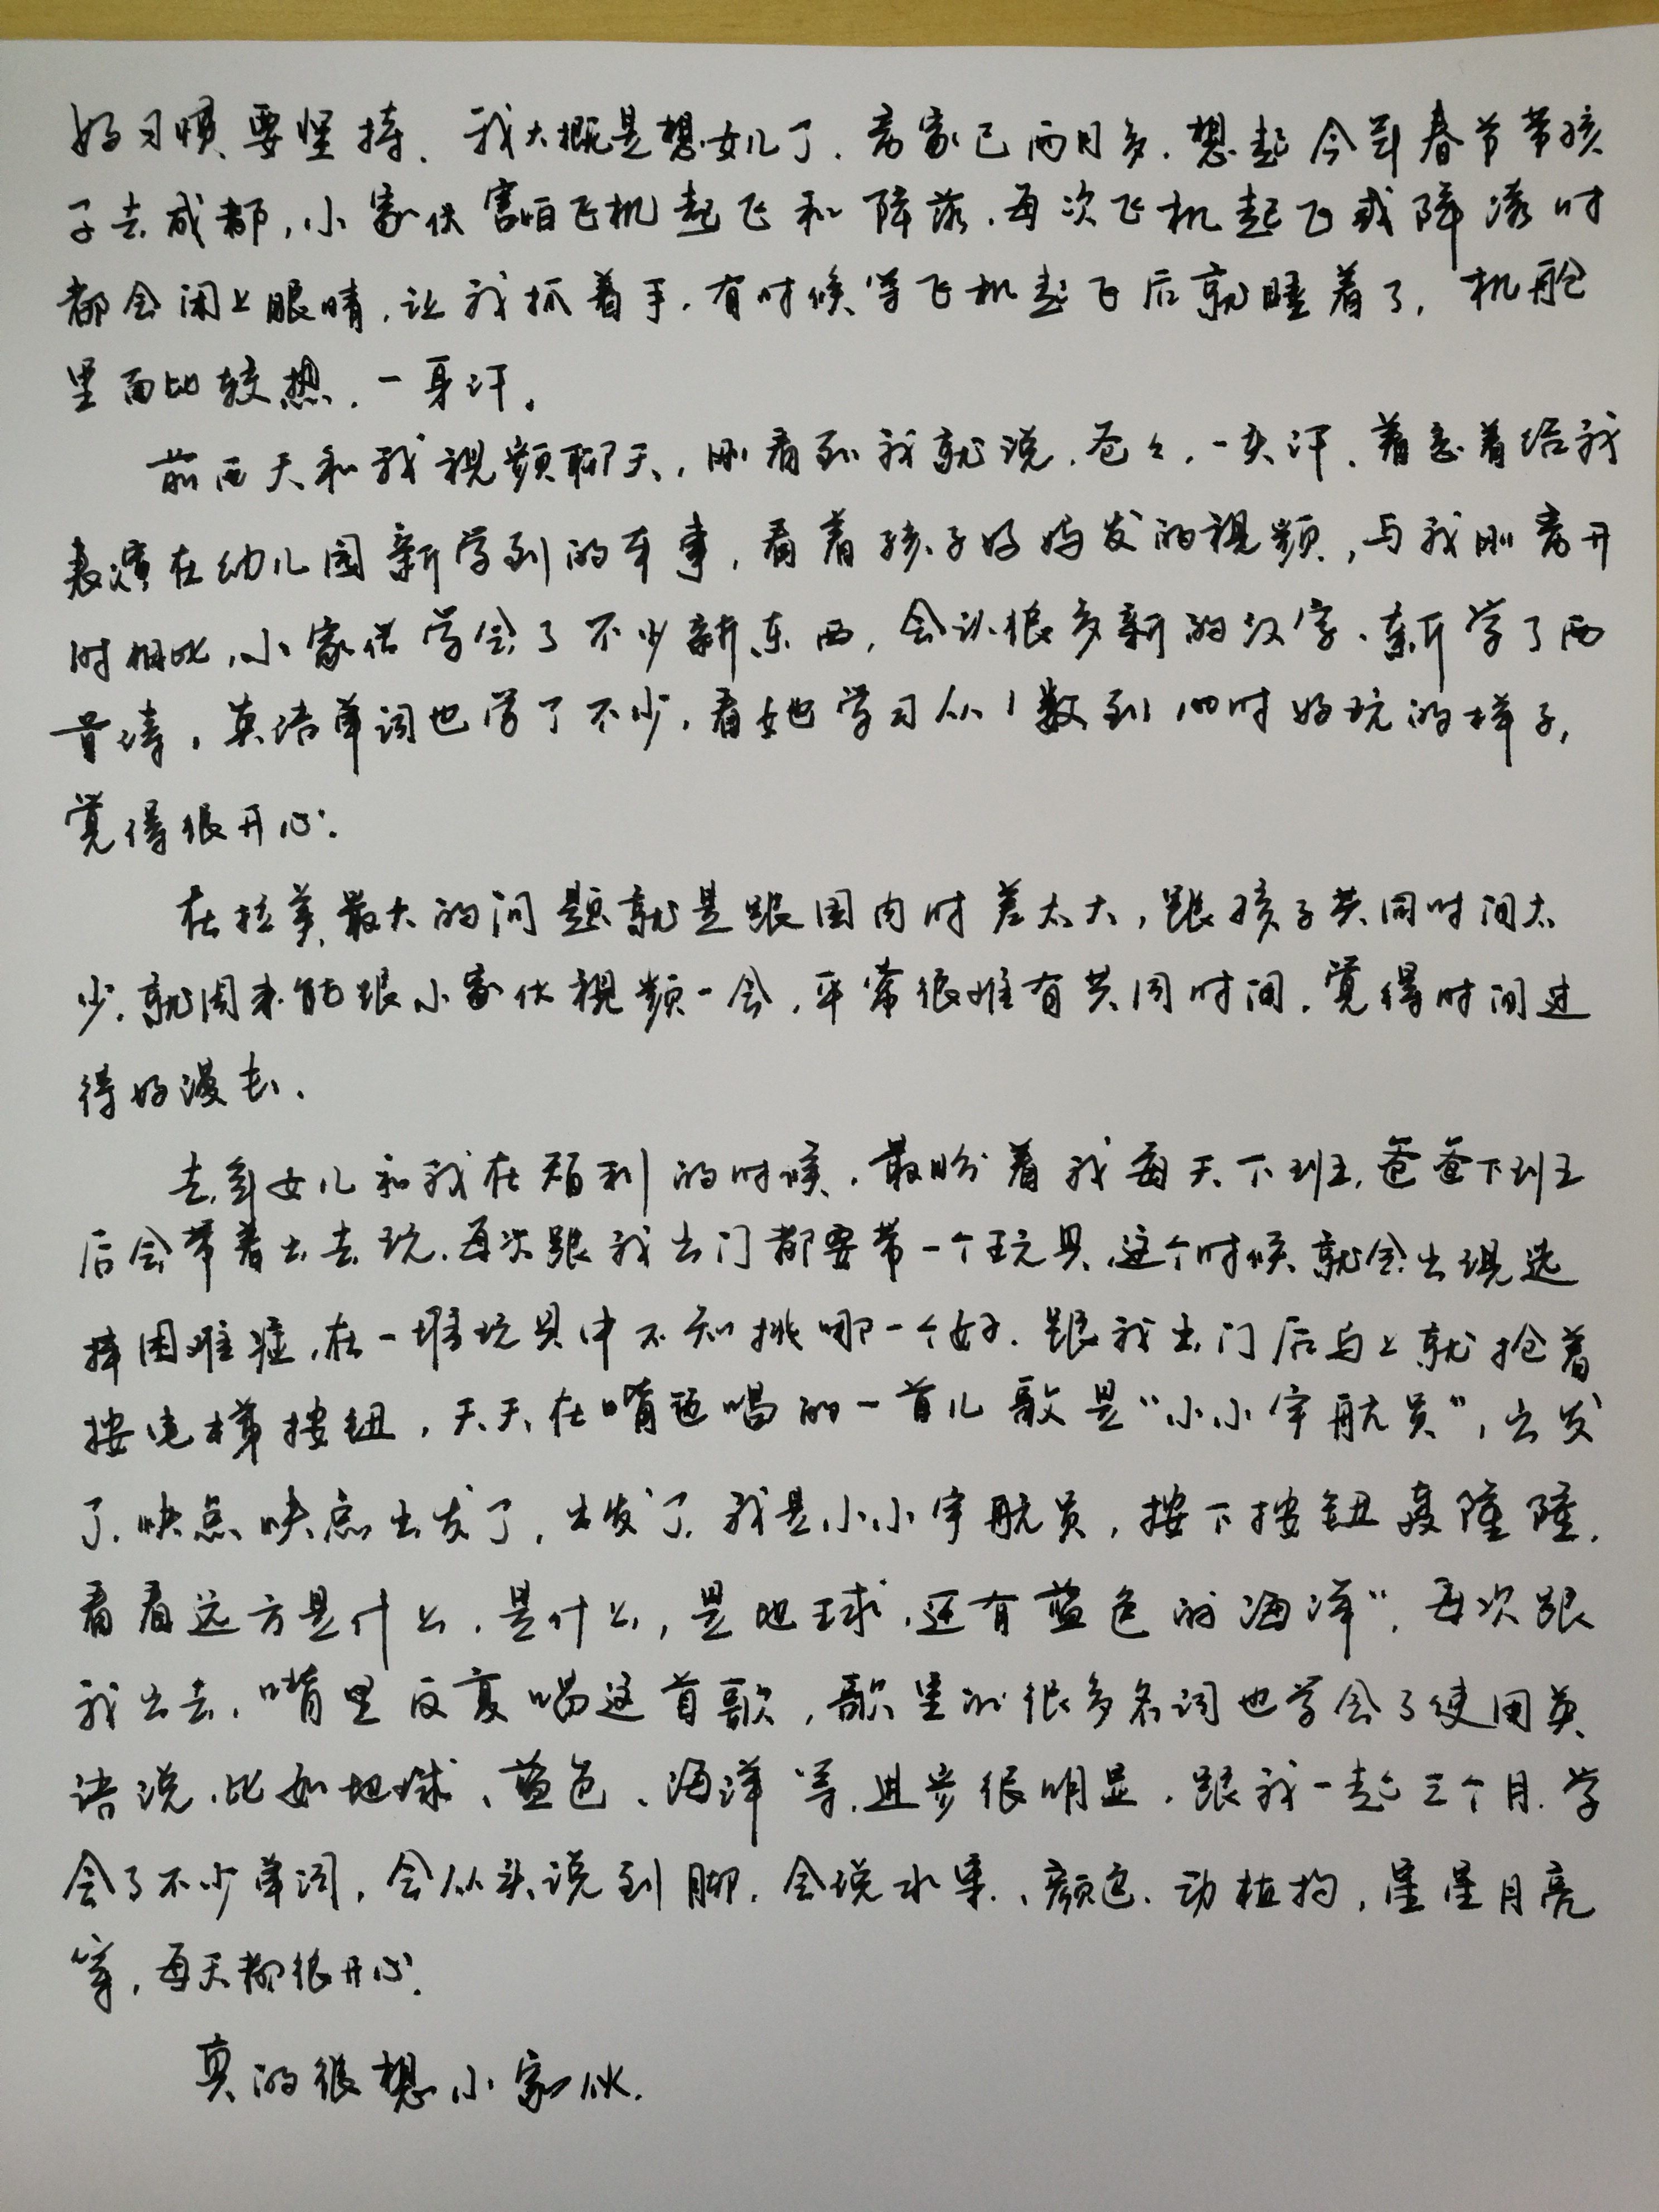 好习惯要坚持、我大概是想女儿了.离家已两月多.想起今年春节带孩
子去成都,小家伙害怕飞机起飞和降落.每次飞机起飞或降落时
都会闭上眼睛,让我抓着手.有时候等飞机起飞后就睡着了,机舱
里面比较热.一身汗。
前两天和我视频聊天,刚看到我就说.爸々,一头汗、着急着给我
表演在幼儿园新学到的本事,看着孩子妈妈发的视频,与我刚离开
时相比,小家伙学会了不少新东西,会认很多新的汉字、新学了两
首诗,英语单词也学了不少,看她学习从1数到100时好玩的样子,
觉得很开心.
在拉美最大的问题就是跟国内时差太大,跟孩子共同时间太
少.就周末能跟小家伙视频一会,平常很难有共同时间.觉得时间过
得好漫长、
去年女儿和我在智利的时候.最盼着我每天下班.爸爸下班
后会带着出去玩.每次跟我出门都要带一个玩具.这个时候就会出现选
择困难症,在一堆玩具中不知挑哪一个好.跟我出门后马上就抢着
按电梯按钮,天天在嘴边唱的一首儿歌是“小小宇航员”,出发
了.快点快点出发了,出发了.我是小小宇航员,按下按钮轰隆隆.
看看远方是什么.是什么,是地球,还有蓝色的海洋”.每次跟
我出去,嘴里反复唱这首歌,歌里的很多名词也学会了使用英
语说.比如地球、蓝色、海洋等.进步很明显.跟我一起三个月.学
会了不少单词,会从头说到脚.会说水果、颜色、动植物,星星月亮
等,每天都很开心.
真的很想小家伙.